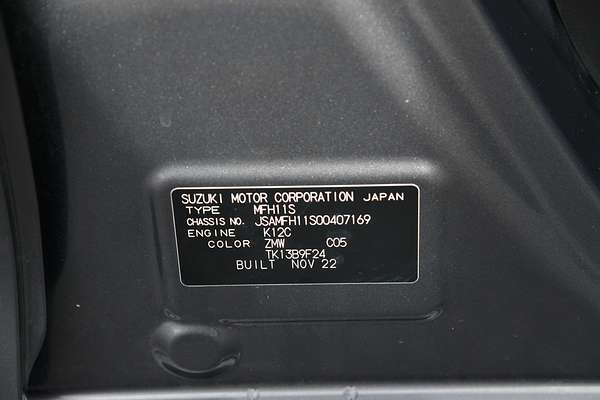 SUZUKI MOTOR CORPORATION JAPAN
TYPE MFH11S
CHASSIS NO. JSAMFH11S00407169
ENGINE K12C
COLOR ZMW C05
TK13B9F24
BUILT NOV 22